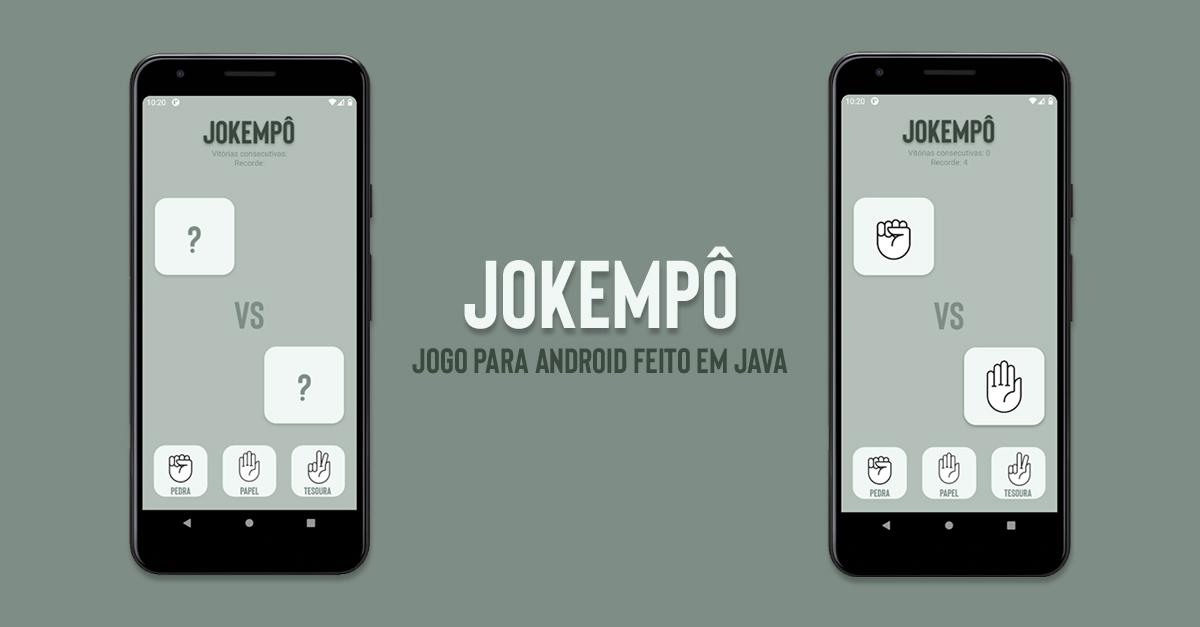 10:20
JOKEMPÔ
Vitórias consecutivas:
Recorde:
?
VS
?
PEDRA
PAPEL
TESOURA
JOKEMPÔ
JOGO PARA ANDROID FEITO EM JAVA
10:20
JOKEMPÔ
Vitórias consecutivas: 0
Recorde: 4
VS
PEDRA
PAPEL
TESOURA